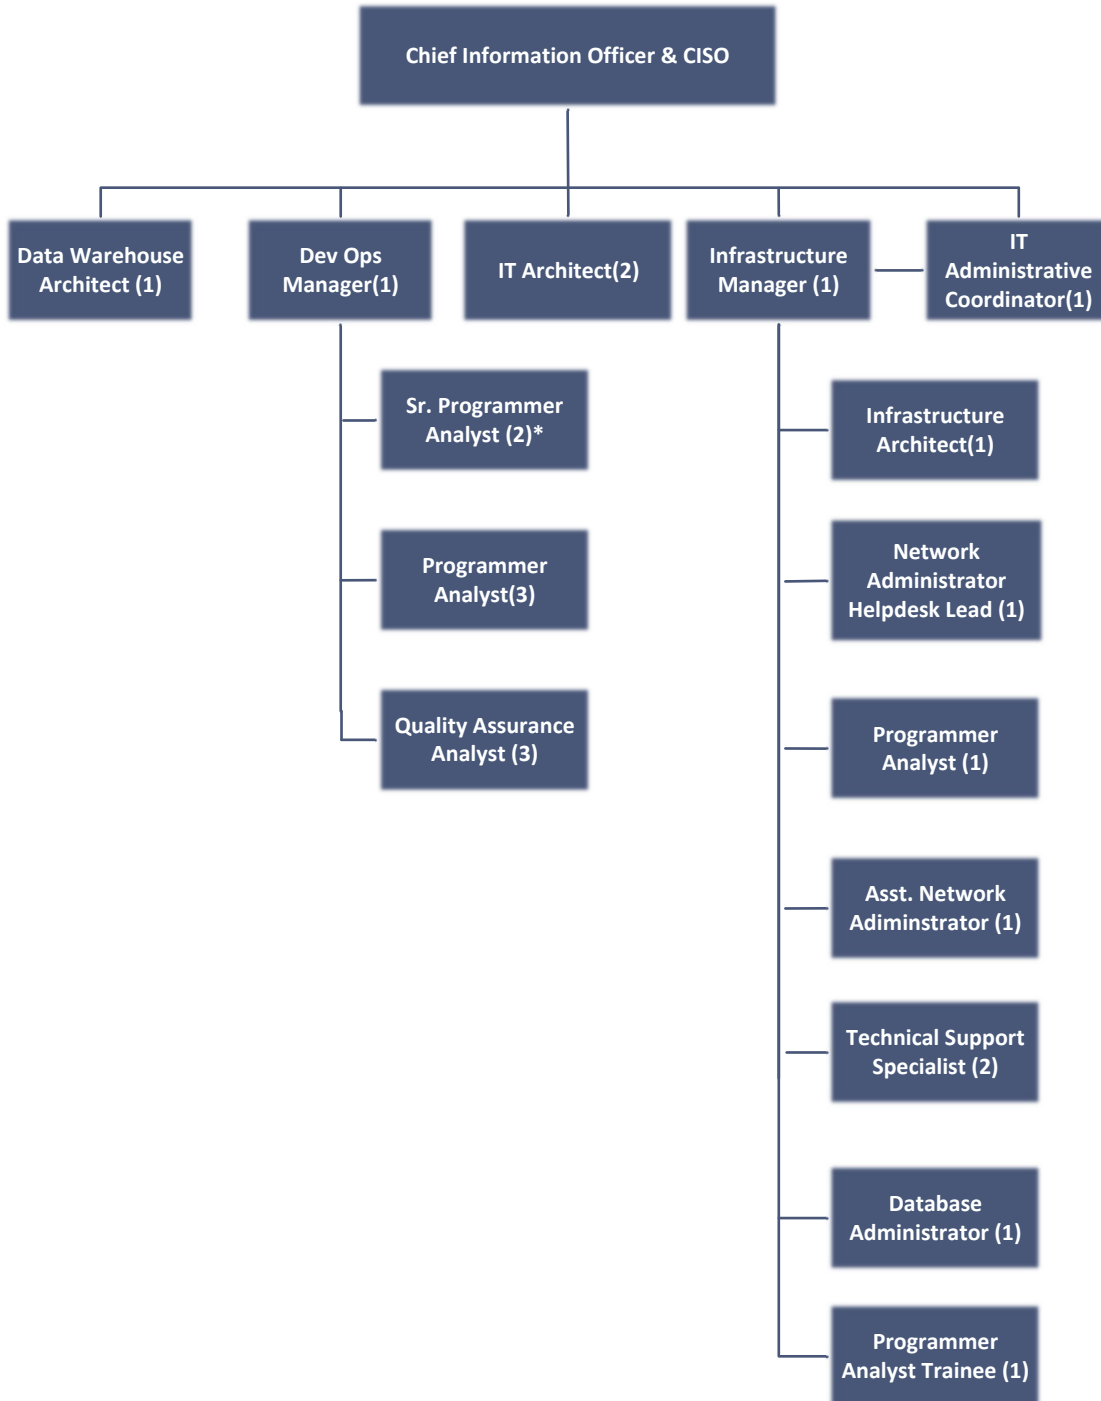 Chief Information Officer & CISO
Data Warehouse
Architect (1)
Dev Ops
Manager(1)
IT Architect(2)
Infrastructure
Manager (1)
IT
Administrative
Coordinator(1)
Sr. Programmer
Analyst (2)*
Programmer
Analyst(3)
Quality Assurance
Analyst (3)
Infrastructure
Architect(1)
Network
Administrator
Helpdesk Lead (1)
Programmer
Analyst (1)
Asst. Network
Adiminstrator (1)
Technical Support
Specialist (2)
Database
Administrator (1)
Programmer
Analyst Trainee (1)